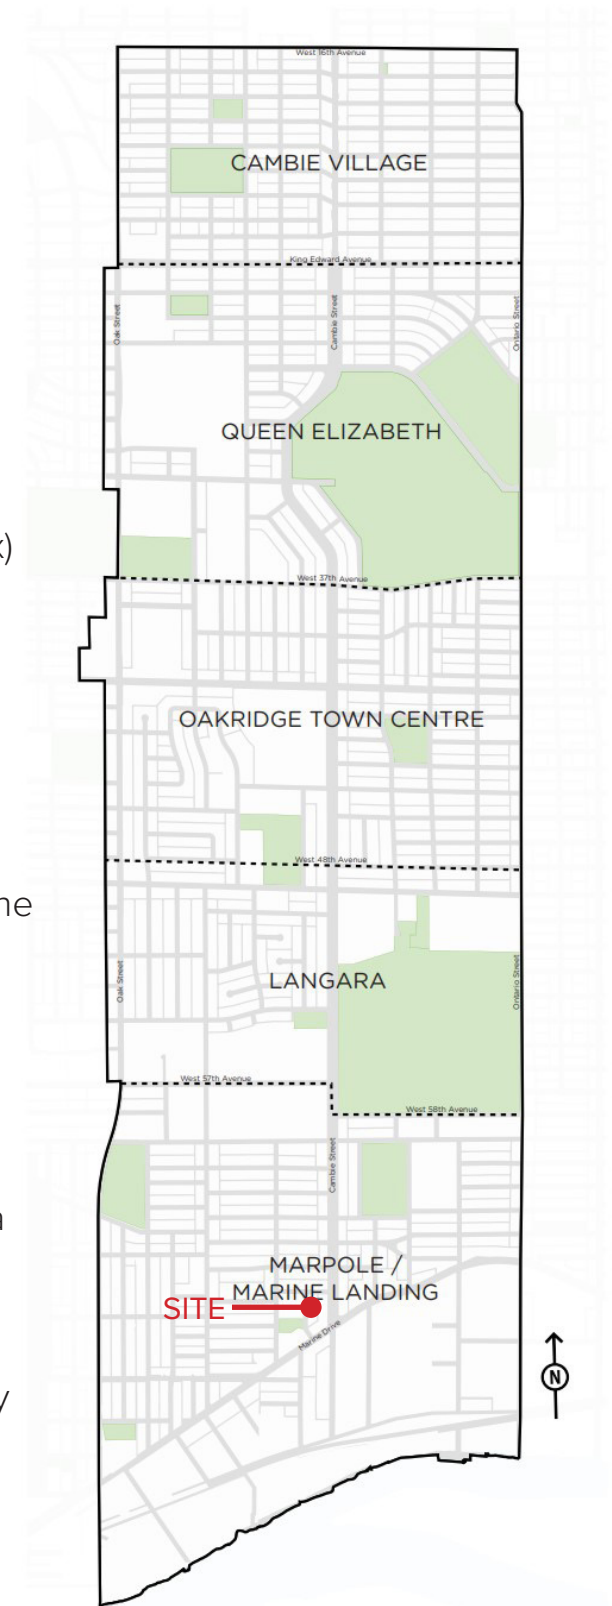 West 16th Avenue
CAMBIE VILLAGE
King Edward Avenue
Oak Street
Cambie Street
Ontario Street
QUEEN ELIZABETH
West 37th Avenue
OAKRIDGE TOWN CENTRE
West 48th Avenue
LANGARA
Oak Street
Ontario Street
West 57th Avenue
West 58th Avenue
Cambie Street
MARPOLE /
MARINE LANDING
SITE
Marine Drive
N